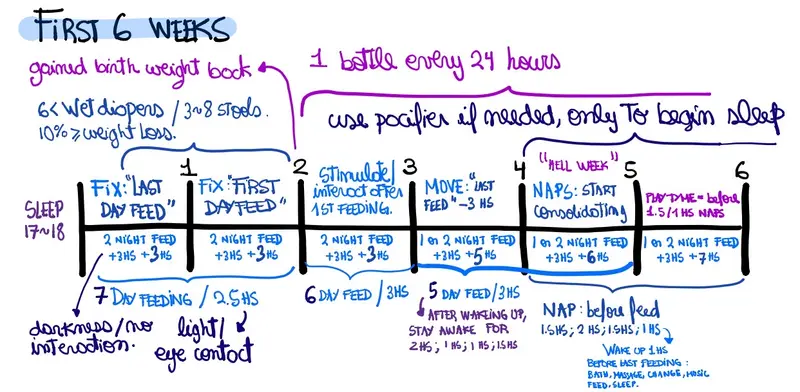 FIRST 6 WEEKS
gained birth weight back
1 bottle every 24 hours
6< Wet diapers / 3~8 stools.
10% ≥ weight loss.
use pacifier if needed, only to begin sleep
1
2
3
4
5
6
SLEEP
17~18
FIX: "LAST
DAY FEED"
FIX: "FIRST
DAY FEED"
Stimulate/
interact after
1ST FEEDING.
MOVE: "LAST
FEED" -3 HS
"HELL WEEK"
NAPS: START
consolidating
PLAYTIME = before
1.5/1HS NAPS
2 NIGHT FEED
+3HS +3HS
2 NIGHT FEED
+3HS +3HS
2 NIGHT FEED
+3HS +3HS
1 or 2 NIGHT FEED
+3HS +5HS
1 or 2 NIGHT FEED
+3HS +6HS
1 or 2 NIGHT FEED
+3HS +7HS
7 DAY FEEDING / 2.5HS
6 DAY FEED / 3HS
5 DAY FEED/3HS
darkness/no
interaction.
light/
eye contact
AFTER WAKEING UP,
STAY AWAKE FOR
2HS; 1HS; 1HS; 1.5HS
NAP: before feed
1.5HS; 2HS; 1.5HS; 1HS
WAKE UP 1HS
BEFORE LAST FEEDING:
BATH, MASSAGE, CHANGE, MUSIC
FEED, SLEEP.